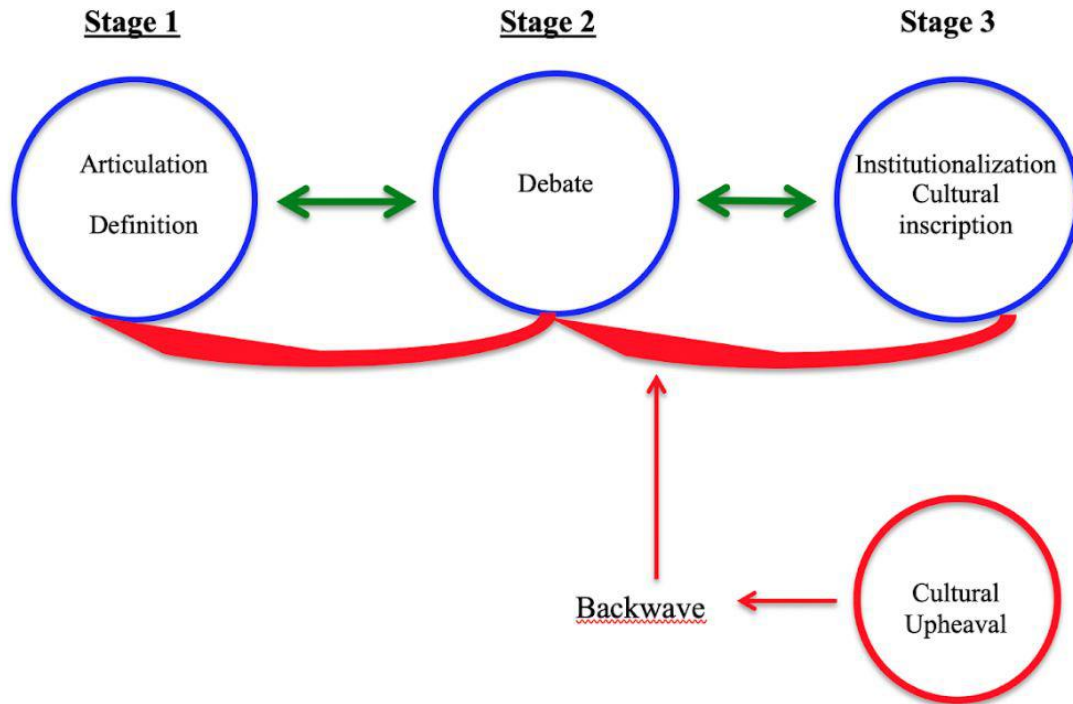 Stage 1
Stage 2
Stage 3
Articulation
Definition
Debate
Institutionalization
Cultural
inscription
Backwave
Cultural
Upheaval